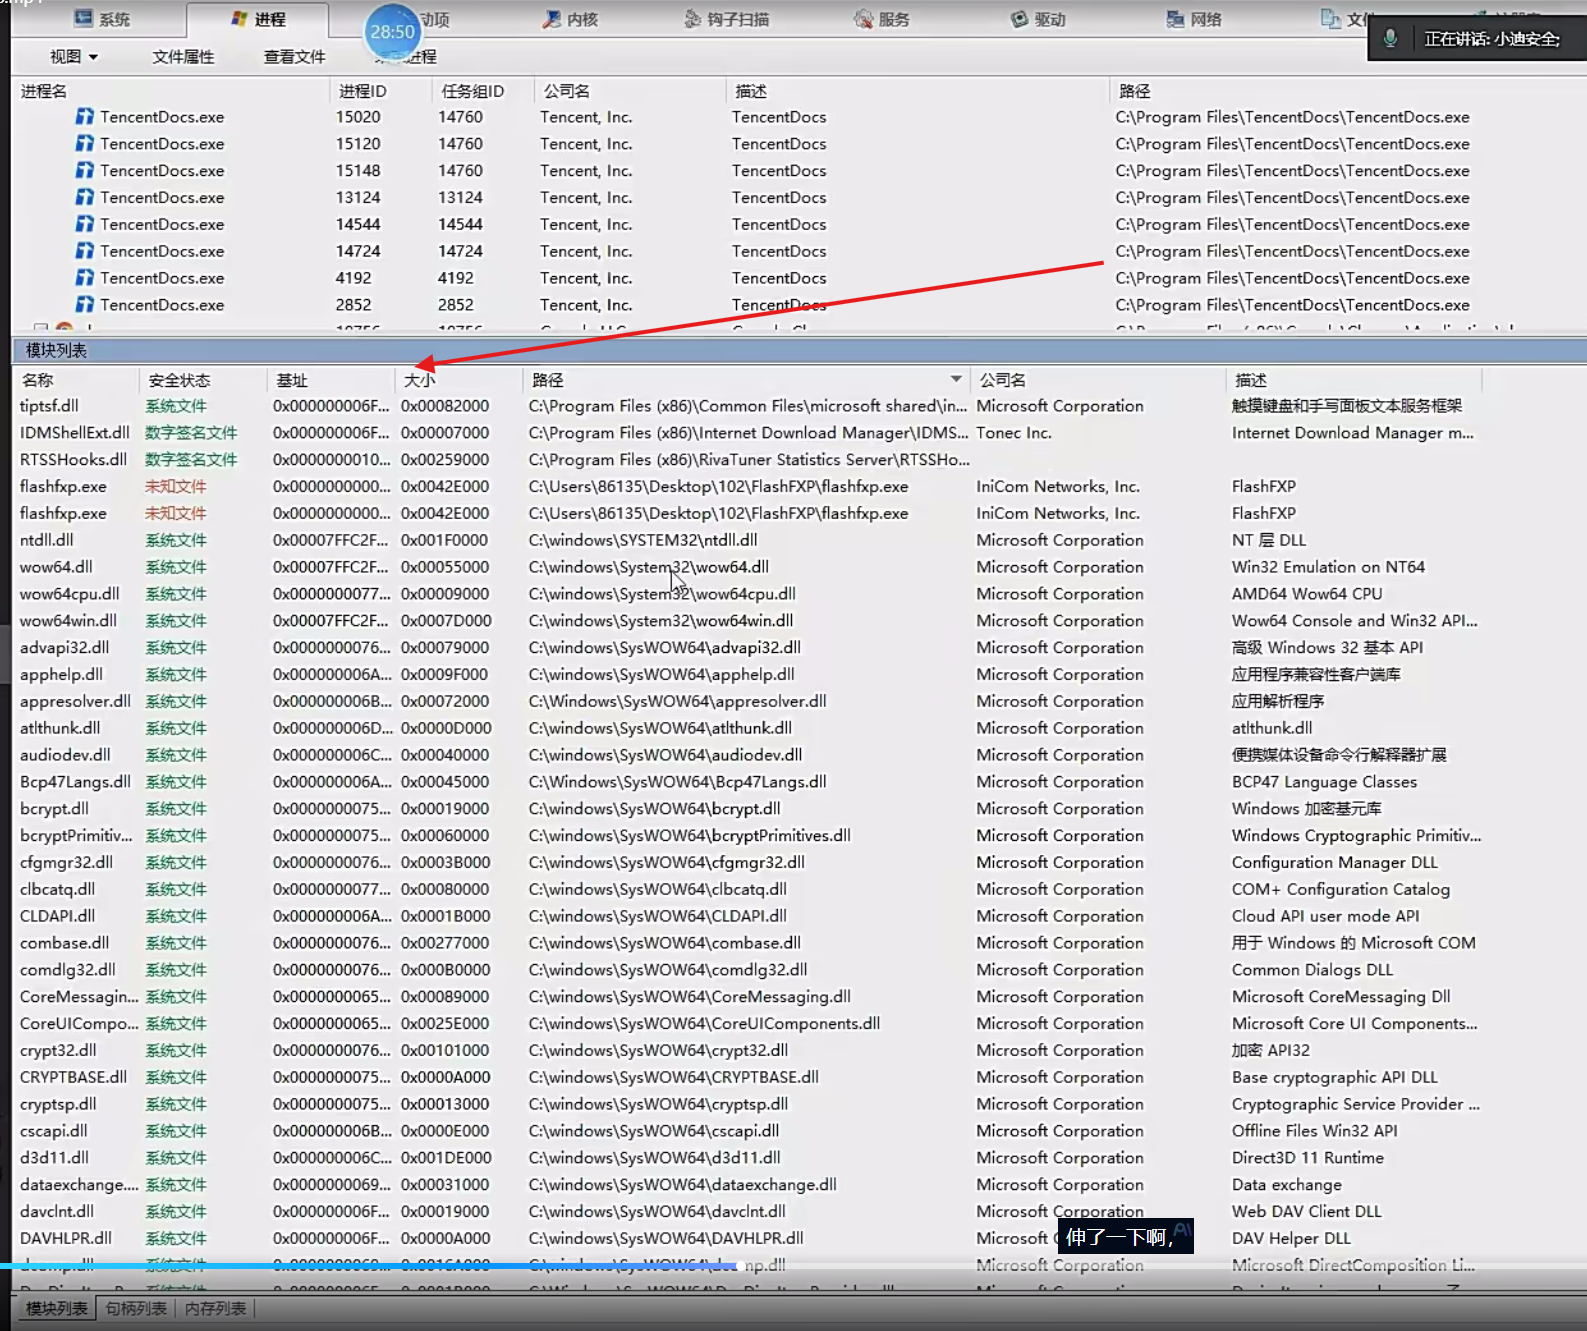 系统 进程 28:50 动项 内核 钩子扫描 服务 驱动 网络
正在讲话: 小迪安全;
视图 文件属性 查看文件 进程
进程名 进程ID 任务组ID 公司名 描述 路径
TencentDocs.exe 15020 14760 Tencent, Inc. TencentDocs C:\Program Files\TencentDocs\TencentDocs.exe
TencentDocs.exe 15120 14760 Tencent, Inc. TencentDocs C:\Program Files\TencentDocs\TencentDocs.exe
TencentDocs.exe 15148 14760 Tencent, Inc. TencentDocs C:\Program Files\TencentDocs\TencentDocs.exe
TencentDocs.exe 13124 13124 Tencent, Inc. TencentDocs C:\Program Files\TencentDocs\TencentDocs.exe
TencentDocs.exe 14544 14544 Tencent, Inc. TencentDocs C:\Program Files\TencentDocs\TencentDocs.exe
TencentDocs.exe 14724 14724 Tencent, Inc. TencentDocs C:\Program Files\TencentDocs\TencentDocs.exe
TencentDocs.exe 4192 4192 Tencent, Inc. TencentDocs C:\Program Files\TencentDocs\TencentDocs.exe
TencentDocs.exe 2852 2852 Tencent, Inc. TencentDocs C:\Program Files\TencentDocs\TencentDocs.exe
模块列表
名称 安全状态 基址 大小 路径 公司名 描述
tiptsf.dll 系统文件 0x000000006F... 0x00082000 C:\Program Files (x86)\Common Files\microsoft shared\in... Microsoft Corporation 触摸键盘和手写面板文本服务框架
IDMShellExt.dll 数字签名文件 0x000000006F... 0x00007000 C:\Program Files (x86)\Internet Download Manager\IDMS... Tonec Inc. Internet Download Manager m...
RTSSHooks.dll 数字签名文件 0x0000000010... 0x00259000 C:\Program Files (x86)\RivaTuner Statistics Server\RTSSHo...
flashfxp.exe 未知文件 0x0000000000... 0x0042E000 C:\Users\86135\Desktop\102\FlashFXP\flashfxp.exe IniCom Networks, Inc. FlashFXP
flashfxp.exe 未知文件 0x0000000000... 0x0042E000 C:\Users\86135\Desktop\102\FlashFXP\flashfxp.exe IniCom Networks, Inc. FlashFXP
ntdll.dll 系统文件 0x00007FFC2F... 0x001F0000 C:\windows\SYSTEM32\ntdll.dll Microsoft Corporation NT 层 DLL
wow64.dll 系统文件 0x00007FFC2F... 0x00055000 C:\windows\System32\wow64.dll Microsoft Corporation Win32 Emulation on NT64
wow64cpu.dll 系统文件 0x0000000077... 0x00009000 C:\windows\System32\wow64cpu.dll Microsoft Corporation AMD64 Wow64 CPU
wow64win.dll 系统文件 0x00007FFC2F... 0x0007D000 C:\windows\System32\wow64win.dll Microsoft Corporation Wow64 Console and Win32 API...
advapi32.dll 系统文件 0x0000000076... 0x00079000 C:\windows\SysWOW64\advapi32.dll Microsoft Corporation 高级 Windows 32 基本 API
apphelp.dll 系统文件 0x000000006A... 0x0009F000 C:\windows\SysWOW64\apphelp.dll Microsoft Corporation 应用程序兼容性客户端库
appresolver.dll 系统文件 0x000000006B... 0x00072000 C:\Windows\SysWOW64\appresolver.dll Microsoft Corporation 应用解析程序
atlthunk.dll 系统文件 0x000000006D... 0x0000D000 C:\windows\SysWOW64\atlthunk.dll Microsoft Corporation atlthunk.dll
audiodev.dll 系统文件 0x000000006C... 0x00040000 C:\windows\SysWOW64\audiodev.dll Microsoft Corporation 便携媒体设备命令行解释器扩展
Bcp47Langs.dll 系统文件 0x000000006A... 0x00045000 C:\Windows\SysWOW64\Bcp47Langs.dll Microsoft Corporation BCP47 Language Classes
bcrypt.dll 系统文件 0x0000000075... 0x00019000 C:\windows\SysWOW64\bcrypt.dll Microsoft Corporation Windows 加密基元库
bcryptPrimitiv... 系统文件 0x0000000075... 0x00060000 C:\windows\SysWOW64\bcryptPrimitives.dll Microsoft Corporation Windows Cryptographic Primitiv...
cfgmgr32.dll 系统文件 0x0000000076... 0x0003B000 C:\windows\SysWOW64\cfgmgr32.dll Microsoft Corporation Configuration Manager DLL
clbcatq.dll 系统文件 0x0000000077... 0x00080000 C:\windows\SysWOW64\clbcatq.dll Microsoft Corporation COM+ Configuration Catalog
CLDAPI.dll 系统文件 0x000000006A... 0x0001B000 C:\windows\SysWOW64\CLDAPI.dll Microsoft Corporation Cloud API user mode API
combase.dll 系统文件 0x0000000076... 0x00277000 C:\windows\SysWOW64\combase.dll Microsoft Corporation 用于 Windows 的 Microsoft COM
comdlg32.dll 系统文件 0x0000000076... 0x000B0000 C:\windows\SysWOW64\comdlg32.dll Microsoft Corporation Common Dialogs DLL
CoreMessagin... 系统文件 0x0000000065... 0x00089000 C:\windows\SysWOW64\CoreMessaging.dll Microsoft Corporation Microsoft CoreMessaging Dll
CoreUICompo... 系统文件 0x0000000065... 0x0025E000 C:\windows\SysWOW64\CoreUIComponents.dll Microsoft Corporation Microsoft Core UI Components...
crypt32.dll 系统文件 0x0000000076... 0x00101000 C:\windows\SysWOW64\crypt32.dll Microsoft Corporation 加密 API32
CRYPTBASE.dll 系统文件 0x0000000075... 0x0000A000 C:\windows\SysWOW64\CRYPTBASE.dll Microsoft Corporation Base cryptographic API DLL
cryptsp.dll 系统文件 0x0000000075... 0x00013000 C:\windows\SysWOW64\cryptsp.dll Microsoft Corporation Cryptographic Service Provider ...
cscapi.dll 系统文件 0x000000006B... 0x0000E000 C:\windows\SysWOW64\cscapi.dll Microsoft Corporation Offline Files Win32 API
d3d11.dll 系统文件 0x000000006C... 0x001DE000 C:\windows\SysWOW64\d3d11.dll Microsoft Corporation Direct3D 11 Runtime
dataexchange.... 系统文件 0x0000000069... 0x00031000 C:\windows\SysWOW64\dataexchange.dll Microsoft Corporation Data exchange
davclnt.dll 系统文件 0x000000006F... 0x00019000 C:\windows\SysWOW64\davclnt.dll Microsoft Corporation Web DAV Client DLL
DAVHLPR.dll 系统文件 0x000000006F... 0x0000A000 C:\windows\SysWOW64\DAVHLPR.dll DAV Helper DLL
伸了一下啊, AI
Microsoft Corporation Microsoft DirectComposition Li...
模块列表 句柄列表 内存列表